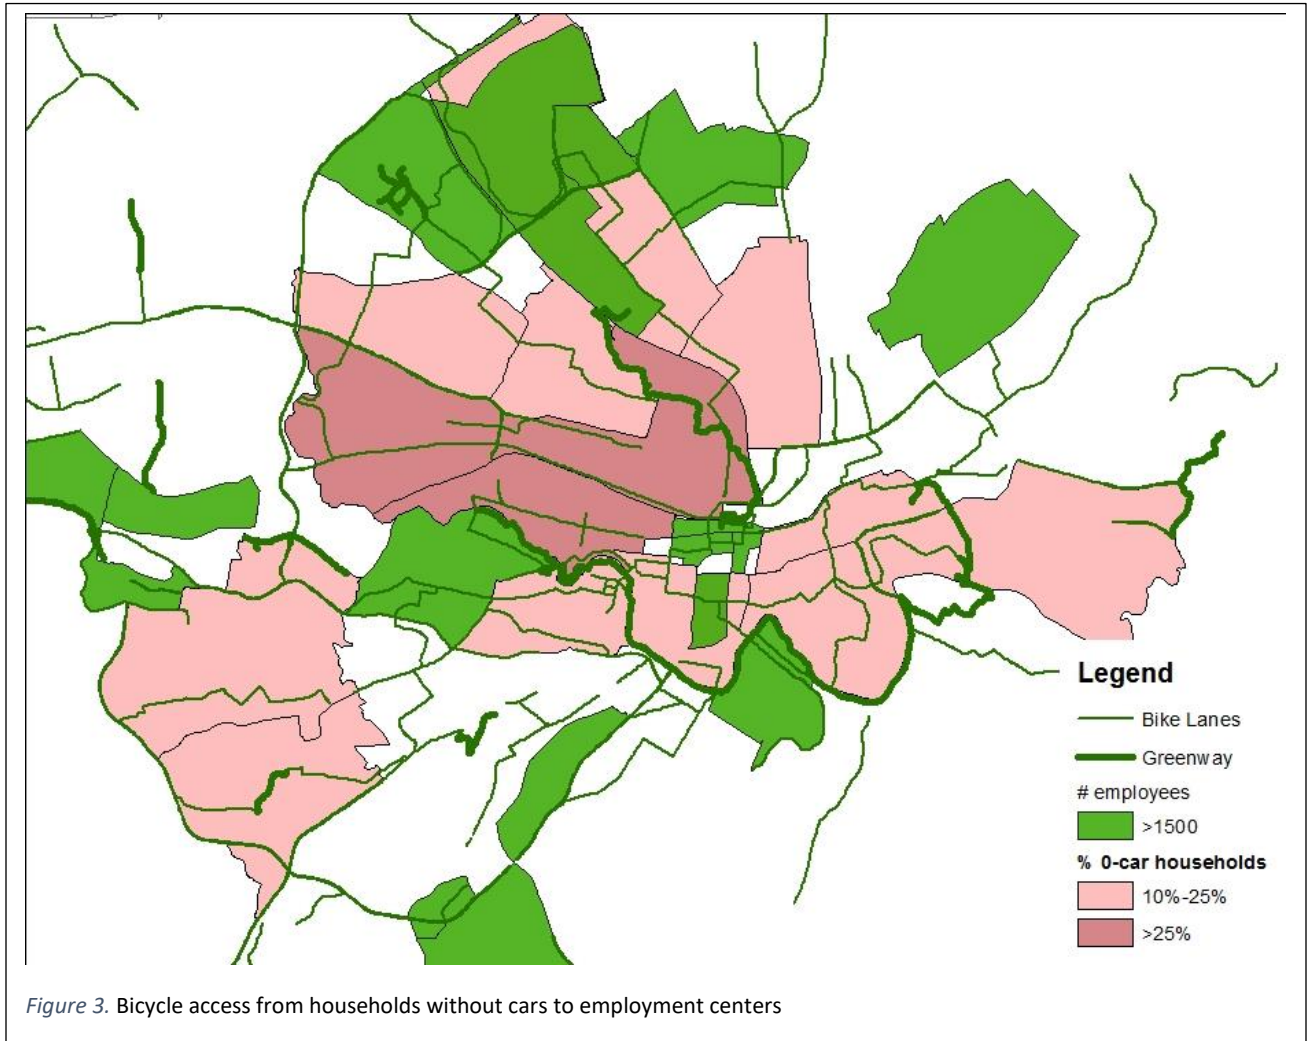 Legend
Bike Lanes
Greenway
# employees
>1500
% 0-car households
10%-25%
>25%
Figure 3. Bicycle access from households without cars to employment centers